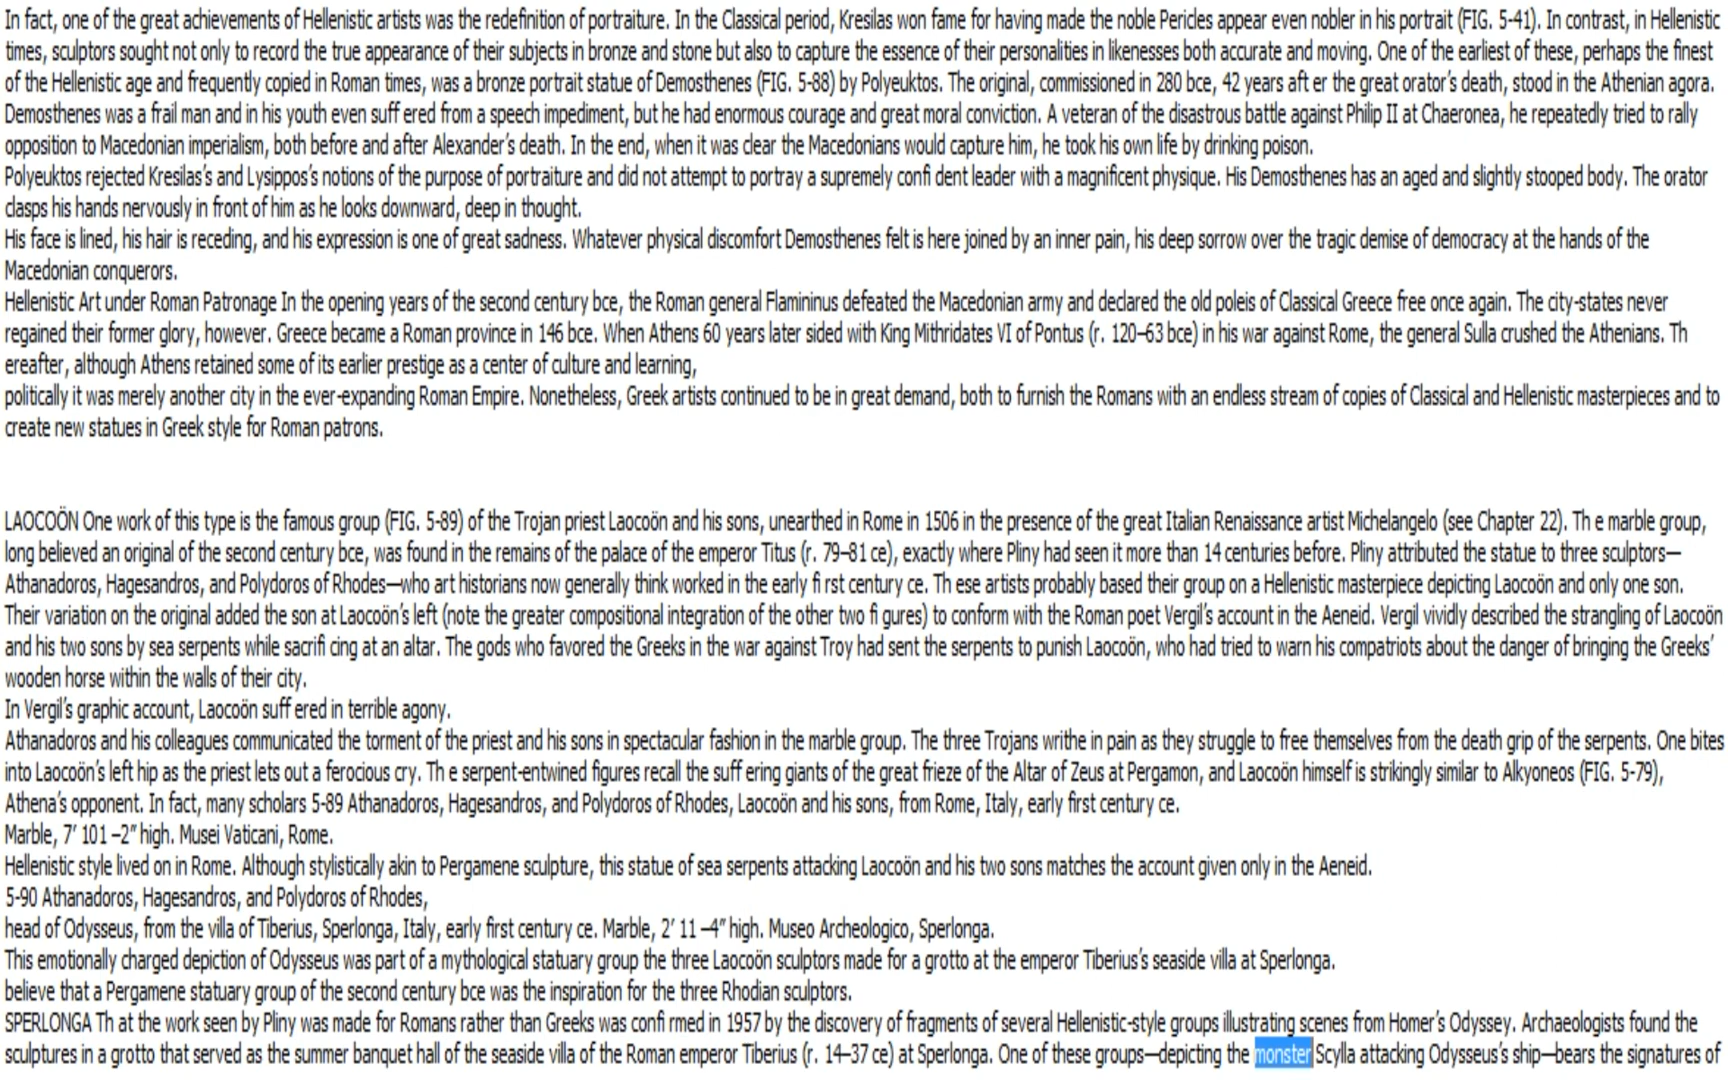 In fact, one of the great achievements of Hellenistic artists was the redefinition of portraiture. In the Classical period, Kresilas won fame for having made the noble Pericles appear even nobler in his portrait (FIG. 5-41). In contrast, in Hellenistic
times, sculptors sought not only to record the true appearance of their subjects in bronze and stone but also to capture the essence of their personalities in likenesses both accurate and moving. One of the earliest of these, perhaps the finest
of the Hellenistic age and frequently copied in Roman times, was a bronze portrait statue of Demosthenes (FIG. 5-88) by Polyeuktos. The original, commissioned in 280 bce, 42 years aft er the great orator's death, stood in the Athenian agora.
Demosthenes was a frail man and in his youth even suff ered from a speech impediment, but he had enormous courage and great moral conviction. A veteran of the disastrous battle against Philip II at Chaeronea, he repeatedly tried to rally
opposition to Macedonian imperialism, both before and after Alexander's death. In the end, when it was clear the Macedonians would capture him, he took his own life by drinking poison.
Polyeuktos rejected Kresilas's and Lysippos's notions of the purpose of portraiture and did not attempt to portray a supremely confi dent leader with a magnificent physique. His Demosthenes has an aged and slightly stooped body. The orator
clasps his hands nervously in front of him as he looks downward, deep in thought.
His face is lined, his hair is receding, and his expression is one of great sadness. Whatever physical discomfort Demosthenes felt is here joined by an inner pain, his deep sorrow over the tragic demise of democracy at the hands of the
Macedonian conquerors.
Hellenistic Art under Roman Patronage In the opening years of the second century bce, the Roman general Flamininus defeated the Macedonian army and declared the old poleis of Classical Greece free once again. The city-states never
regained their former glory, however. Greece became a Roman province in 146 bce. When Athens 60 years later sided with King Mithridates VI of Pontus (r. 120–63 bce) in his war against Rome, the general Sulla crushed the Athenians. Th
ereafter, although Athens retained some of its earlier prestige as a center of culture and learning,
politically it was merely another city in the ever-expanding Roman Empire. Nonetheless, Greek artists continued to be in great demand, both to furnish the Romans with an endless stream of copies of Classical and Hellenistic masterpieces and to
create new statues in Greek style for Roman patrons.
LAOCOÖN One work of this type is the famous group (FIG. 5-89) of the Trojan priest Laocoön and his sons, unearthed in Rome in 1506 in the presence of the great Italian Renaissance artist Michelangelo (see Chapter 22). Th e marble group,
long believed an original of the second century bce, was found in the remains of the palace of the emperor Titus (r. 79–81 ce), exactly where Pliny had seen it more than 14 centuries before. Pliny attributed the statue to three sculptors—
Athanadoros, Hagesandros, and Polydoros of Rhodes—who art historians now generally think worked in the early fi rst century ce. Th ese artists probably based their group on a Hellenistic masterpiece depicting Laocoön and only one son.
Their variation on the original added the son at Laocoön's left (note the greater compositional integration of the other two fi gures) to conform with the Roman poet Vergil's account in the Aeneid. Vergil vividly described the strangling of Laocoön
and his two sons by sea serpents while sacrifi cing at an altar. The gods who favored the Greeks in the war against Troy had sent the serpents to punish Laocoön, who had tried to warn his compatriots about the danger of bringing the Greeks'
wooden horse within the walls of their city.
In Vergil's graphic account, Laocoön suff ered in terrible agony.
Athanadoros and his colleagues communicated the torment of the priest and his sons in spectacular fashion in the marble group. The three Trojans writhe in pain as they struggle to free themselves from the death grip of the serpents. One bites
into Laocoön's left hip as the priest lets out a ferocious cry. Th e serpent-entwined figures recall the suff ering giants of the great frieze of the Altar of Zeus at Pergamon, and Laocoön himself is strikingly similar to Alkyoneos (FIG. 5-79),
Athena's opponent. In fact, many scholars 5-89 Athanadoros, Hagesandros, and Polydoros of Rhodes, Laocoön and his sons, from Rome, Italy, early first century ce.
Marble, 7′ 101 –2″ high. Musei Vaticani, Rome.
Hellenistic style lived on in Rome. Although stylistically akin to Pergamene sculpture, this statue of sea serpents attacking Laocoön and his two sons matches the account given only in the Aeneid.
5-90 Athanadoros, Hagesandros, and Polydoros of Rhodes,
head of Odysseus, from the villa of Tiberius, Sperlonga, Italy, early first century ce. Marble, 2′ 11 –4″ high. Museo Archeologico, Sperlonga.
This emotionally charged depiction of Odysseus was part of a mythological statuary group the three Laocoön sculptors made for a grotto at the emperor Tiberius's seaside villa at Sperlonga.
believe that a Pergamene statuary group of the second century bce was the inspiration for the three Rhodian sculptors.
SPERLONGA Th at the work seen by Pliny was made for Romans rather than Greeks was confi rmed in 1957 by the discovery of fragments of several Hellenistic-style groups illustrating scenes from Homer's Odyssey. Archaeologists found the
sculptures in a grotto that served as the summer banquet hall of the seaside villa of the Roman emperor Tiberius (r. 14–37 ce) at Sperlonga. One of these groups—depicting the monster Scylla attacking Odysseus's ship—bears the signatures of